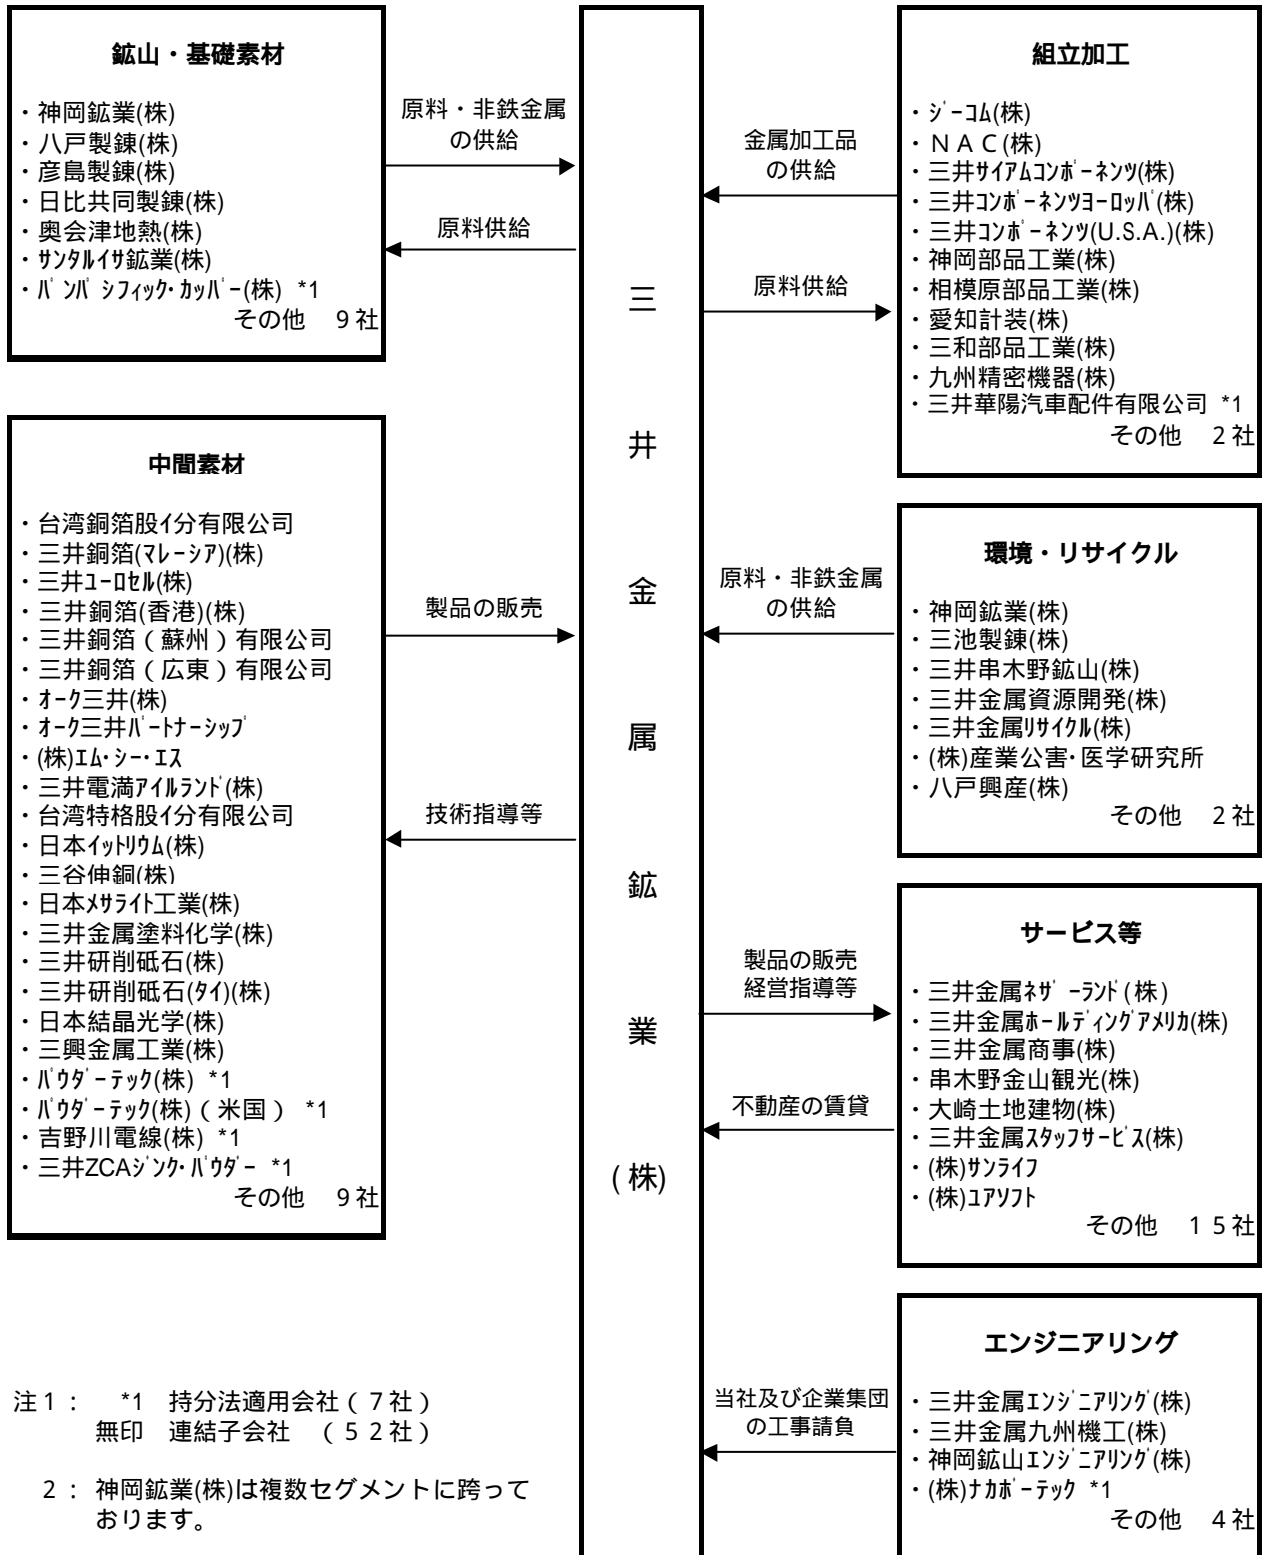 鉱山・基礎素材
・神岡鉱業(株)
・八戸製錬(株)
・彦島製錬(株)
・日比共同製錬(株)
・奥会津地熱(株)
・ｻﾝﾀﾙｲｻ鉱業(株)
・ﾊﾟﾝﾊﾟｼﾌｨｯｸ･ｶｯﾊﾟｰ(株) *1
その他　9社
原料・非鉄金属
の供給
原料供給
中間素材
・台湾銅箔股ｲ分有限公司
・三井銅箔(ﾏﾚｰｼｱ)(株)
・三井ﾕｰﾛｾﾙ(株)
・三井銅箔(香港)(株)
・三井銅箔（蘇州）有限公司
・三井銅箔（広東）有限公司
・ｵｰｸ三井(株)
・ｵｰｸ三井ﾊﾟｰﾄﾅｰｼｯﾌﾟ
・(株)ｴﾑ･ｼｰ･ｴｽ
・三井電満ｱｲﾙﾗﾝﾄﾞ(株)
・台湾特格股ｲ分有限公司
・日本ｲｯﾄﾘｳﾑ(株)
・三谷伸銅(株)
・日本ﾒｻﾗｲﾄ工業(株)
・三井金属塗料化学(株)
・三井研削砥石(株)
・三井研削砥石(ﾀｲ)(株)
・日本結晶光学(株)
・三興金属工業(株)
・ﾊﾟｳﾀﾞｰﾃｯｸ(株) *1
・ﾊﾟｳﾀﾞｰﾃｯｸ(株)（米国） *1
・吉野川電線(株) *1
・三井ZCAｼﾞﾝｸ･ﾊﾟｳﾀﾞｰ *1
その他　9社
製品の販売
技術指導等
三井金属鉱業(株)
組立加工
・ｼﾞｰｺﾑ(株)
・ＮＡＣ(株)
・三井ｻｲｱﾑｺﾝﾎﾟｰﾈﾝﾂ(株)
・三井ｺﾝﾎﾟｰﾈﾝﾂﾖｰﾛｯﾊﾟ(株)
・三井ｺﾝﾎﾟｰﾈﾝﾂ(U.S.A.)(株)
・神岡部品工業(株)
・相模原部品工業(株)
・愛知計装(株)
・三和部品工業(株)
・九州精密機器(株)
・三井華陽汽車配件有限公司 *1
その他　2社
金属加工品
の供給
原料供給
環境・リサイクル
・神岡鉱業(株)
・三池製錬(株)
・三井串木野鉱山(株)
・三井金属資源開発(株)
・三井金属ﾘｻｲｸﾙ(株)
・(株)産業公害･医学研究所
・八戸興産(株)
その他　2社
原料・非鉄金属
の供給
サービス等
・三井金属ﾈｻﾞｰﾗﾝﾄﾞ(株)
・三井金属ﾎｰﾙﾃﾞｨﾝｸﾞｱﾒﾘｶ(株)
・三井金属商事(株)
・串木野金山観光(株)
・大崎土地建物(株)
・三井金属ｽﾀｯﾌｻｰﾋﾞｽ(株)
・(株)ｻﾝﾗｲﾌ
・(株)ﾕｱｿﾌﾄ
その他　15社
製品の販売
経営指導等
不動産の賃貸
エンジニアリング
・三井金属ｴﾝｼﾞﾆｱﾘﾝｸﾞ(株)
・三井金属九州機工(株)
・神岡鉱山ｴﾝｼﾞﾆｱﾘﾝｸﾞ(株)
・(株)ﾅｶﾎﾞｰﾃｯｸ *1
その他　4社
当社及び企業集団
の工事請負
注1：　*1　持分法適用会社（7社）
無印　連結子会社　（52社）
2：神岡鉱業(株)は複数セグメントに跨って
おります。